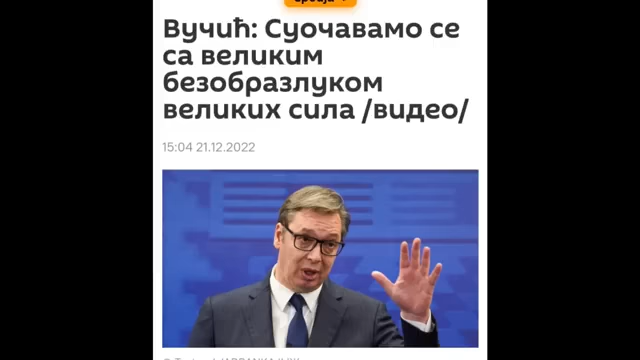 Вучић: Суочавамо се
са великим
безобразлуком
великих сила /видео/
15:04 21.12.2022